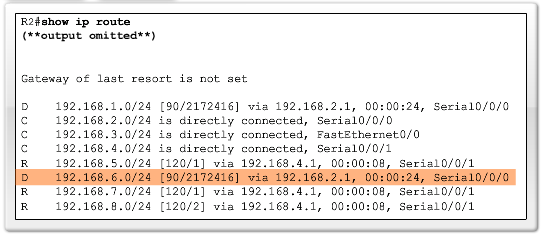 R2#show ip route
(**output omitted**)
Gateway of last resort is not set
D 192.168.1.0/24 [90/2172416] via 192.168.2.1, 00:00:24, Serial0/0/0
C 192.168.2.0/24 is directly connected, Serial0/0/0
C 192.168.3.0/24 is directly connected, FastEthernet0/0
C 192.168.4.0/24 is directly connected, Serial0/0/1
R 192.168.5.0/24 [120/1] via 192.168.4.1, 00:00:08, Serial0/0/1
D 192.168.6.0/24 [90/2172416] via 192.168.2.1, 00:00:24, Serial0/0/0
R 192.168.7.0/24 [120/1] via 192.168.4.1, 00:00:08, Serial0/0/1
R 192.168.8.0/24 [120/2] via 192.168.4.1, 00:00:08, Serial0/0/1